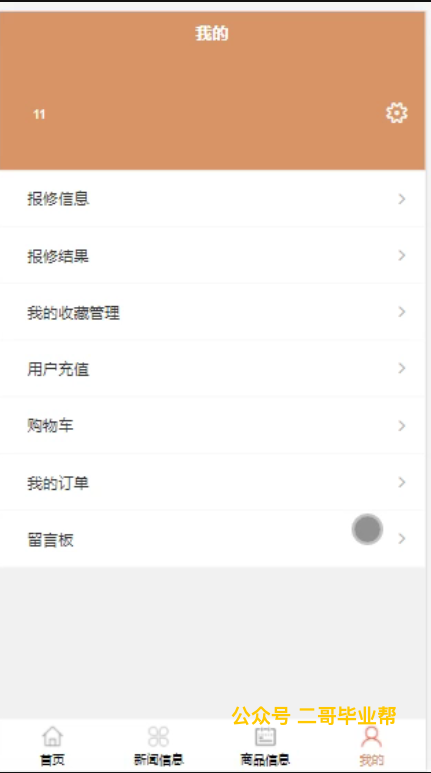 我的
11
报修信息
报修结果
我的收藏管理
用户充值
购物车
我的订单
留言板
公众号 二哥毕业帮
首页
新闻信息
商品信息
我的